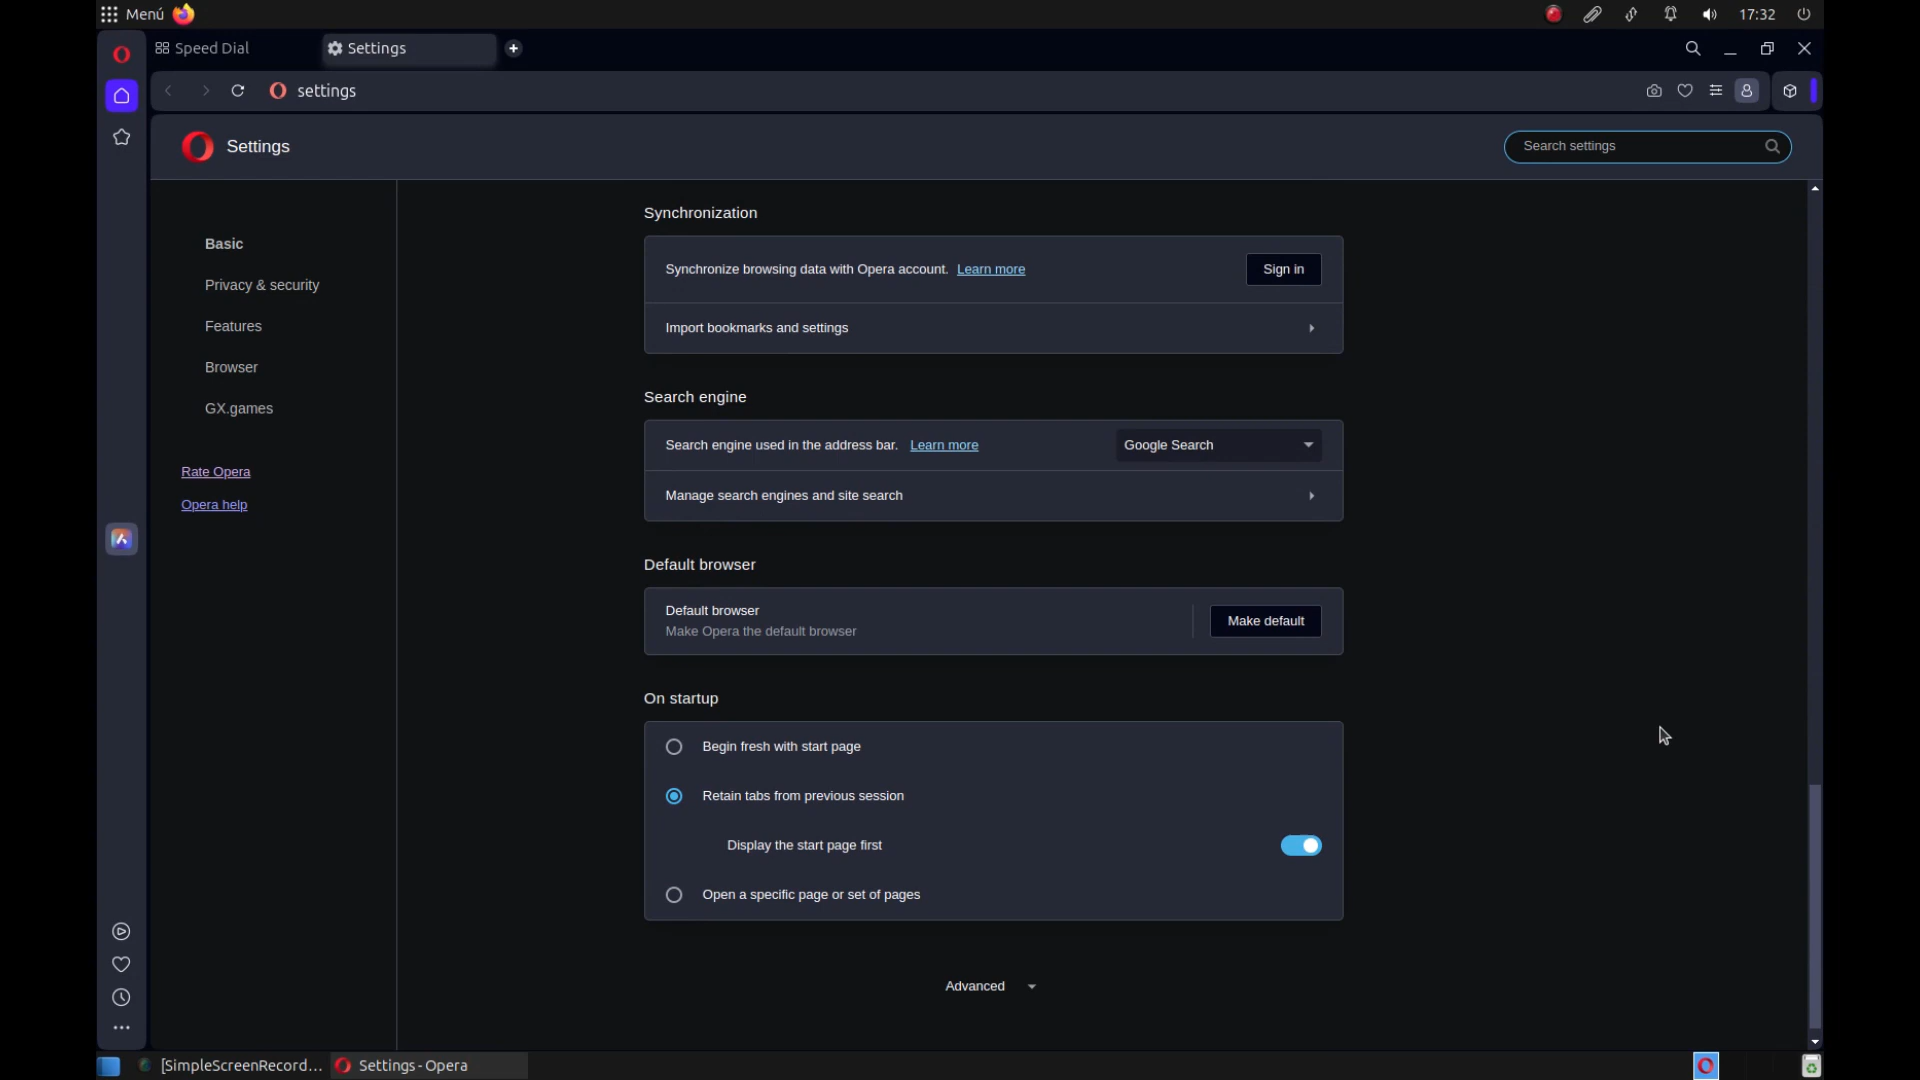 Menú
17:32
Speed Dial
Settings
settings
Settings
Search settings
Basic
Privacy & security
Features
Browser
GX.games
Rate Opera
Opera help
Synchronization
Synchronize browsing data with Opera account. Learn more
Sign in
Import bookmarks and settings
Search engine
Search engine used in the address bar. Learn more
Google Search
Manage search engines and site search
Default browser
Default browser
Make Opera the default browser
Make default
On startup
Begin fresh with start page
Retain tabs from previous session
Display the start page first
Open a specific page or set of pages
Advanced
[SimpleScreenRecord...
Settings - Opera